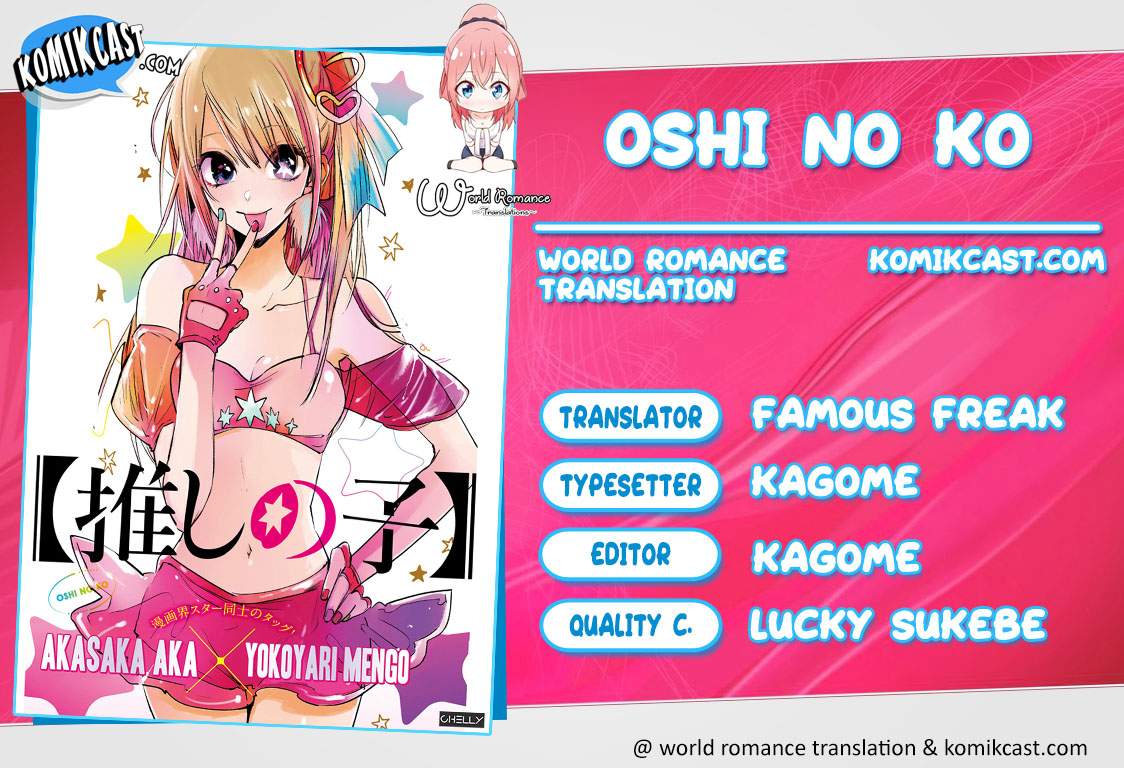 KOMIKCAST
.COM
World Romance
~Translations~
【推しの子】
OSHI NO KO
漫画界スター同士のタッグ!
AKASAKA AKA × YOKOYARI MENGO
CHELLY
OSHI NO KO
WORLD ROMANCE
TRANSLATION
KOMIKCAST.COM
TRANSLATOR FAMOUS FREAK
TYPESETTER KAGOME
EDITOR KAGOME
QUALITY C. LUCKY SUKEBE
@ world romance translation & komikcast.com